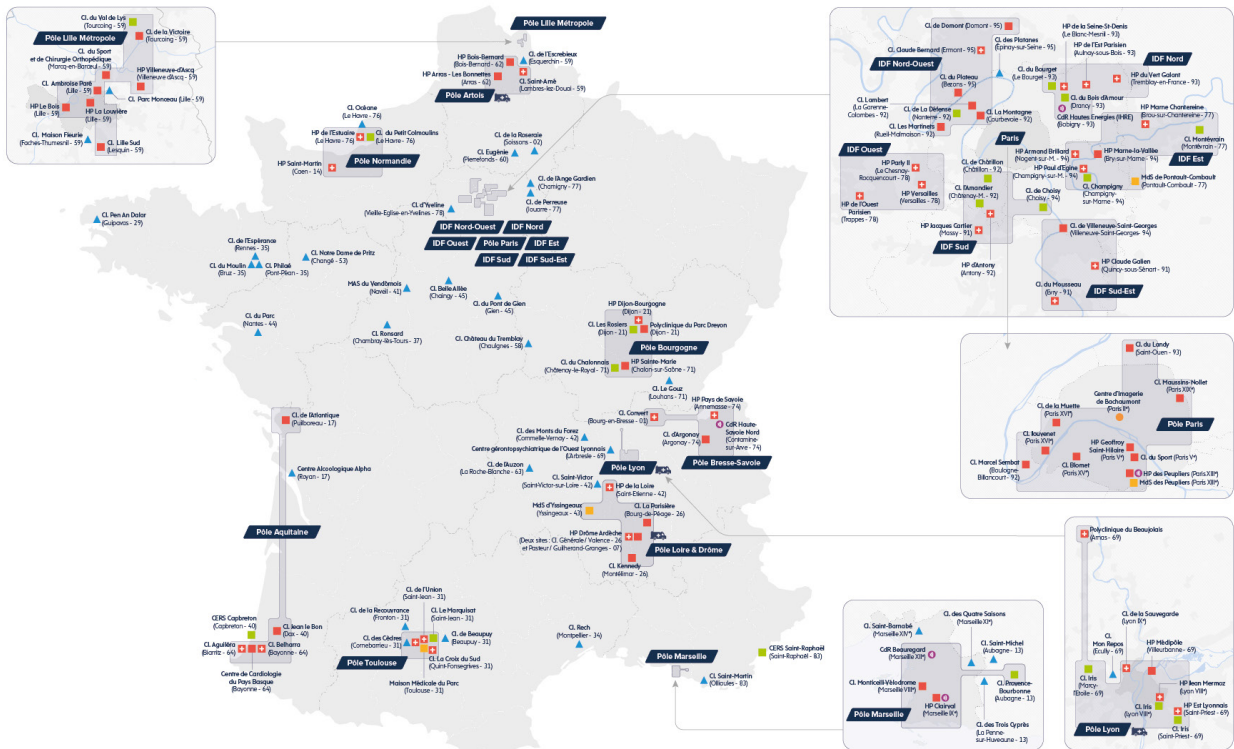 Cl. du Val de Lys
(Tourcoing - 59)
Pôle Lille Métropole
Cl. de la Victoire
(Tourcoing - 59)
Cl. du Sport
et de Chirurgie Orthopédique
(Marcq-en-Barœul - 59)
HP Villeneuve-d'Ascq
(Villeneuve d'Ascq - 59)
Cl. Ambroise Paré
(Lille - 59)
Cl. Parc Monceau (Lille - 59)
HP Le Bois
(Lille - 59)
HP La Louvière
(Lille - 59)
Cl. Maison Fleurie
(Faches-Thumesnil - 59)
Cl. Lille Sud
(Lesquin - 59)
Pôle Lille Métropole
HP Bois-Bernard
(Bois-Bernard - 62)
Cl. de l'Escrebieux
(Esquerchin - 59)
HP Arras - Les Bonnettes
(Arras - 62)
Cl. Saint-Amé
(Lambres-lez-Douai - 59)
Pôle Artois
Cl. Océane
(Le Havre - 76)
HP de l'Estuaire
(Le Havre - 76)
Cl. du Petit Colmoulins
(Le Havre - 76)
HP Saint-Martin
(Caen - 14)
Pôle Normandie
Cl. de la Roseraie
(Soissons - 02)
Cl. Eugénie
(Pierrefonds - 60)
Cl. de l'Ange Gardien
(Chamigny - 77)
Cl. de Perreuse
(Jouarre - 77)
Cl. d'Yveline
(Vieille-Eglise-en-Yvelines - 78)
IDF Nord-Ouest
IDF Nord
IDF Ouest
Pôle Paris
IDF Est
IDF Sud
IDF Sud-Est
Cl. Pen An Dalar
(Guipavas - 29)
Cl. de l'Espérance
(Rennes - 35)
Cl. Notre Dame de Pritz
(Changé - 53)
Cl. du Moulin
(Bruz - 35)
Cl. Philaé
(Pont-Péan - 35)
MAS du Vendômois
(Naveil - 41)
Cl. Belle Allée
(Chaingy - 45)
Cl. du Pont de Gien
(Gien - 45)
Cl. du Parc
(Nantes - 44)
Cl. Ronsard
(Chambray-lès-Tours - 37)
Cl. Château du Tremblay
(Chaulgnes - 58)
HP Dijon-Bourgogne
(Dijon - 21)
Cl. Les Rosiers
(Dijon - 21)
Polyclinique du Parc Drevon
(Dijon - 21)
Pôle Bourgogne
Cl. du Chalonnais
(Châtenoy-le-Royal - 71)
HP Sainte-Marie
(Chalon-sur-Saône - 71)
Cl. Le Gouz
(Louhans - 71)
Cl. Convert
(Bourg-en-Bresse - 01)
HP Pays de Savoie
(Annemasse - 74)
CdR Haute-
Savoie Nord
(Contamine-
sur-Arve - 74)
Cl. d'Argonay
(Argonay - 74)
Pôle Bresse-Savoie
Cl. de l'Atlantique
(Puilboreau - 17)
Cl. des Monts du Forez
(Commelle-Vernay - 42)
Centre gérontopsychiatrique de l'Ouest Lyonnais
(L'Arbresle - 69)
Pôle Lyon
Cl. de l'Auzon
(La Roche-Blanche - 63)
Centre Alcoologique Alpha
(Royan - 17)
Cl. Saint-Victor
(Saint-Victor-sur-Loire - 42)
HP de la Loire
(Saint-Etienne - 42)
MdS d'Yssingeaux
(Yssingeaux - 43)
Cl. La Parisière
(Bourg-de-Péage - 26)
HP Drôme Ardèche
(Deux sites : Cl. Générale / Valence - 26
et Pasteur / Guilherand-Granges - 07)
Pôle Loire & Drôme
Cl. Kennedy
(Montélimar - 26)
Pôle Aquitaine
CERS Capbreton
(Capbreton - 40)
Cl. Jean le Bon
(Dax - 40)
Cl. Aguiléra
(Biarritz - 64)
Cl. Belharra
(Bayonne - 64)
Centre de Cardiologie
du Pays Basque
(Bayonne - 64)
Cl. de l'Union
(Saint-Jean - 31)
Cl. de la Recouvrance
(Fronton - 31)
Cl. Le Marquisat
(Saint-Jean - 31)
Cl. des Cèdres
(Cornebarrieu - 31)
Cl. de Beaupuy
(Beaupuy - 31)
Pôle Toulouse
Cl. La Croix du Sud
(Quint-Fonsegrives - 31)
Maison Médicale du Parc
(Toulouse - 31)
Cl. Rech
(Montpellier - 34)
Pôle Marseille
Cl. Saint-Martin
(Ollioules - 83)
CERS Saint-Raphaël
(Saint-Raphaël - 83)
Cl. de Domont (Domont - 95)
Cl. Claude Bernard (Ermont - 95)
Cl. des Platanes
(Epinay-sur-Seine - 95)
IDF Nord-Ouest
HP de la Seine-St-Denis
(Le Blanc-Mesnil - 93)
HP de l'Est Parisien
(Aulnay-sous-Bois - 93)
IDF Nord
Cl. du Plateau
(Bezons - 95)
Cl. du Bourget
(Le Bourget - 93)
HP du Vert Galant
(Tremblay-en-France - 93)
Cl. Lambert
(La Garenne-
Colombes - 92)
Cl. de La Défense
(Nanterre - 92)
Cl. La Montagne
(Courbevoie - 92)
Cl. Les Martinets
(Rueil-Malmaison - 92)
Cl. du Bois d'Amour
(Drancy - 93)
CdR Hautes Energies (IHRE)
(Bobigny - 93)
HP Marne Chantereine
(Brou-sur-Chantereine - 77)
Cl. Montévrain
(Montévrain - 77)
Paris
IDF Est
IDF Ouest
HP Parly II
(Le Chesnay-
Rocquencourt - 78)
HP Versailles
(Versailles - 78)
HP de l'Ouest
Parisien
(Trappes - 78)
Cl. de Châtillon
(Châtillon - 92)
Cl. L'Amandier
(Châtenay-M. - 92)
HP Jacques Cartier
(Massy - 91)
IDF Sud
HP d'Antony
(Antony - 92)
HP Armand Brillard
(Nogent-sur-M. - 94)
HP Marne-la-Vallée
(Bry-sur-Marne - 94)
HP Paul d'Egine
(Champigny-sur-M. - 94)
MdS de Pontault-Combault
(Pontault-Combault - 77)
Cl. Champigny
(Champigny-
sur-Marne - 94)
Cl. de Choisy
(Choisy - 94)
Cl. de Villeneuve-Saint-Georges
(Villeneuve-Saint-Georges - 94)
HP Claude Galien
(Quincy-sous-Sénart - 91)
Cl. du Mousseau
(Evry - 91)
IDF Sud-Est
Cl. du Landy
(Saint-Ouen - 93)
Cl. Maussins-Nollet
(Paris XIXᵉ)
Centre d'Imagerie
de Bachaumont
(Paris IIᵉ)
Cl. de la Muette
(Paris XVIᵉ)
Pôle Paris
Cl. Jouvenet
(Paris XVIᵉ)
HP Geoffroy
Saint-Hilaire
(Paris Vᵉ)
Cl. Marcel Sembat
(Boulogne-
Billancourt - 92)
Cl. Blomet
(Paris XVᵉ)
Cl. du Sport (Paris Vᵉ)
HP des Peupliers (Paris XIIIᵉ)
MdS des Peupliers (Paris XIIIᵉ)
Polyclinique du Beaujolais
(Arnas - 69)
Cl. de la Sauvegarde
(Lyon IXᵉ)
Cl.
Mon Repos
(Ecully - 69)
HP Médipôle
(Villeurbanne - 69)
Cl. Iris
(Marcy-
l'Etoile - 69)
HP Jean Mermoz
(Lyon VIIIᵉ)
Cl. Iris
(Lyon VIIIᵉ)
HP Est Lyonnais
(Saint-Priest - 69)
Cl. Iris
(Saint-Priest - 69)
Pôle Lyon
Cl. des Quatre Saisons
(Marseille XIᵉ)
Cl. Saint-Barnabé
(Marseille XIVᵉ)
CdR Beauregard
(Marseille XIIᵉ)
Cl. Saint-Michel
(Aubagne - 13)
Cl. Monticelli-Vélodrome
(Marseille VIIIᵉ)
Cl. Provence-
Bourbonne
(Aubagne - 13)
HP Clairval
(Marseille IXᵉ)
Pôle Marseille
Cl. des Trois Cyprès
(La Penne-
sur-Huveaune - 13)